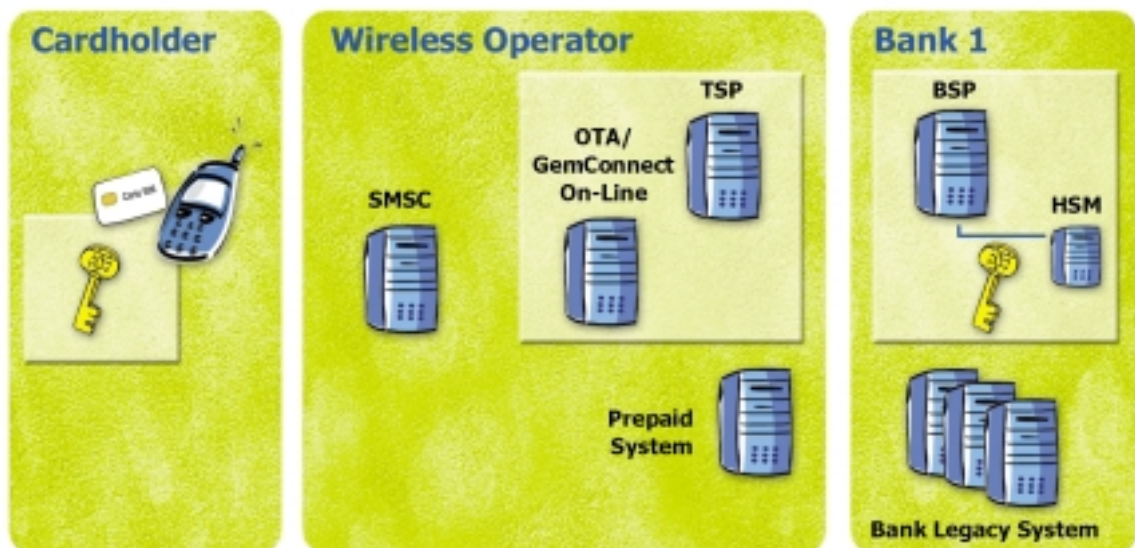 Cardholder
Wireless Operator
Bank 1
TSP
BSP
OTA/
GemConnect
On-Line
SMSC
HSM
Prepaid
System
Bank Legacy System